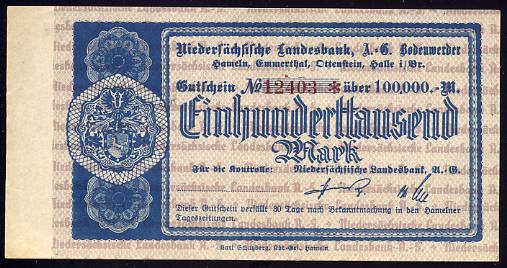 Niedersächsische Landesbank, A.-G. Bodenwerder
Hameln, Emmerthal, Ottenstein, Halle i/Br.
Gutschein No 12403 * über 100,000.-M.
Einhunderttausend
Mark
Für die Kontrolle: Niedersächsische Landesbank, A.-G.
Dieser Gutschein verfällt 30 Tage nach Bekanntmachung in den Hamelner
Tageszeitungen.